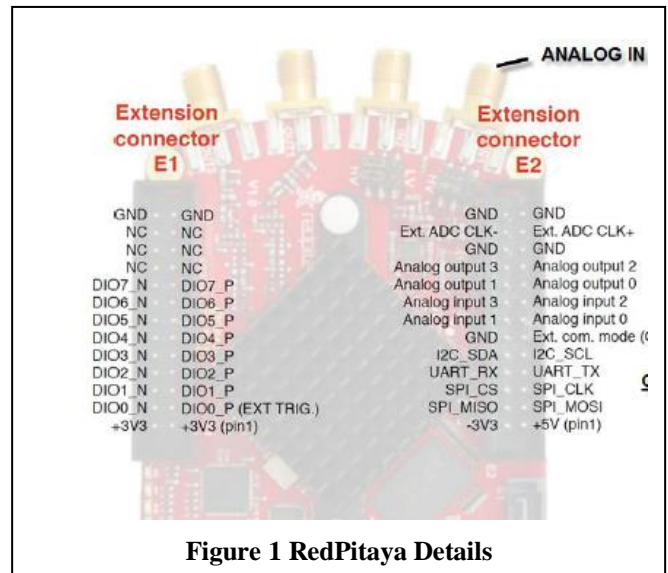 ANALOG IN
Extension connector E1
Extension connector E2
GND GND
NC NC
NC NC
NC NC
DIO7_N DIO7_P
DIO6_N DIO6_P
DIO5_N DIO5_P
DIO4_N DIO4_P
DIO3_N DIO3_P
DIO2_N DIO2_P
DIO1_N DIO1_P
DIO0_N DIO0_P (EXT TRIG.)
+3V3 +3V3 (pin1)
GND GND
Ext. ADC CLK- Ext. ADC CLK+
GND GND
Analog output 3 Analog output 2
Analog output 1 Analog output 0
Analog input 3 Analog input 2
Analog input 1 Analog input 0
GND Ext. com. mode (
I2C_SDA I2C_SCL
UART_RX UART_TX
SPI_CS SPI_CLK
SPI_MISO SPI_MOSI
-3V3 +5V (pin1)
Figure 1 RedPitaya Details